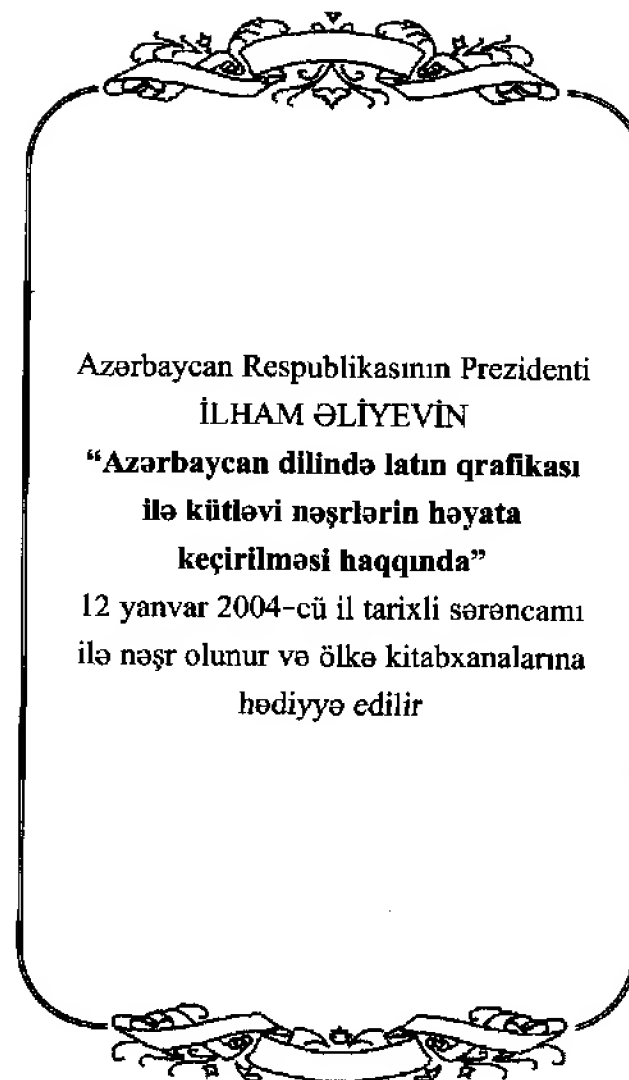 Azərbaycan Respublikasının Prezidenti
İLHAM ƏLİYEVİN
“Azərbaycan dilində latın qrafikası
ilə kütləvi nəşrlərin həyata
keçirilməsi haqqında”
12 yanvar 2004-cü il tarixli sərəncamı
ilə nəşr olunur və ölkə kitabxanalarına
hədiyyə edilir